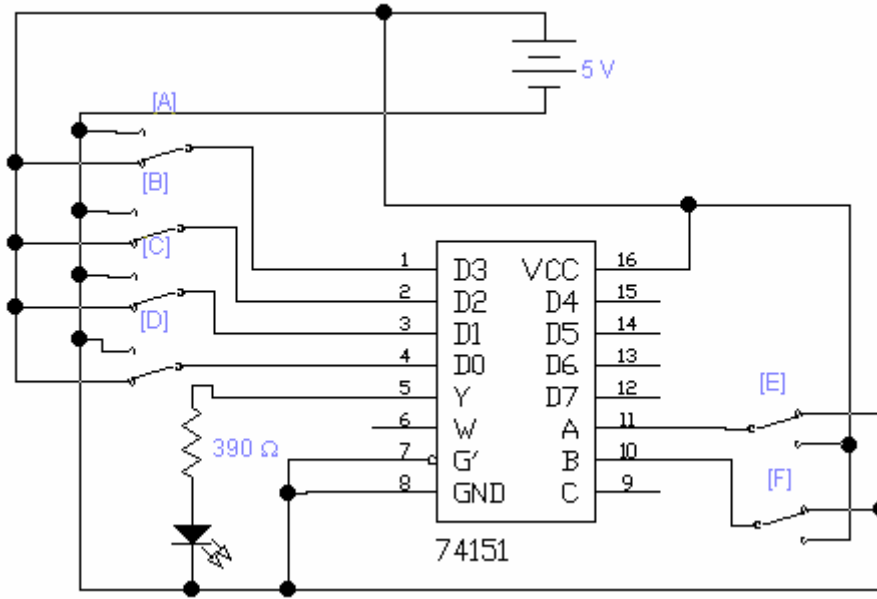 5 V
[A]
[B]
[C]
[D]
1 D3 VCC 16
2 D2 D4 15
3 D1 D5 14
4 D0 D6 13
5 Y D7 12
6 W A 11
7 G' B 10
8 GND C 9
[E]
[F]
390 Ω
74151